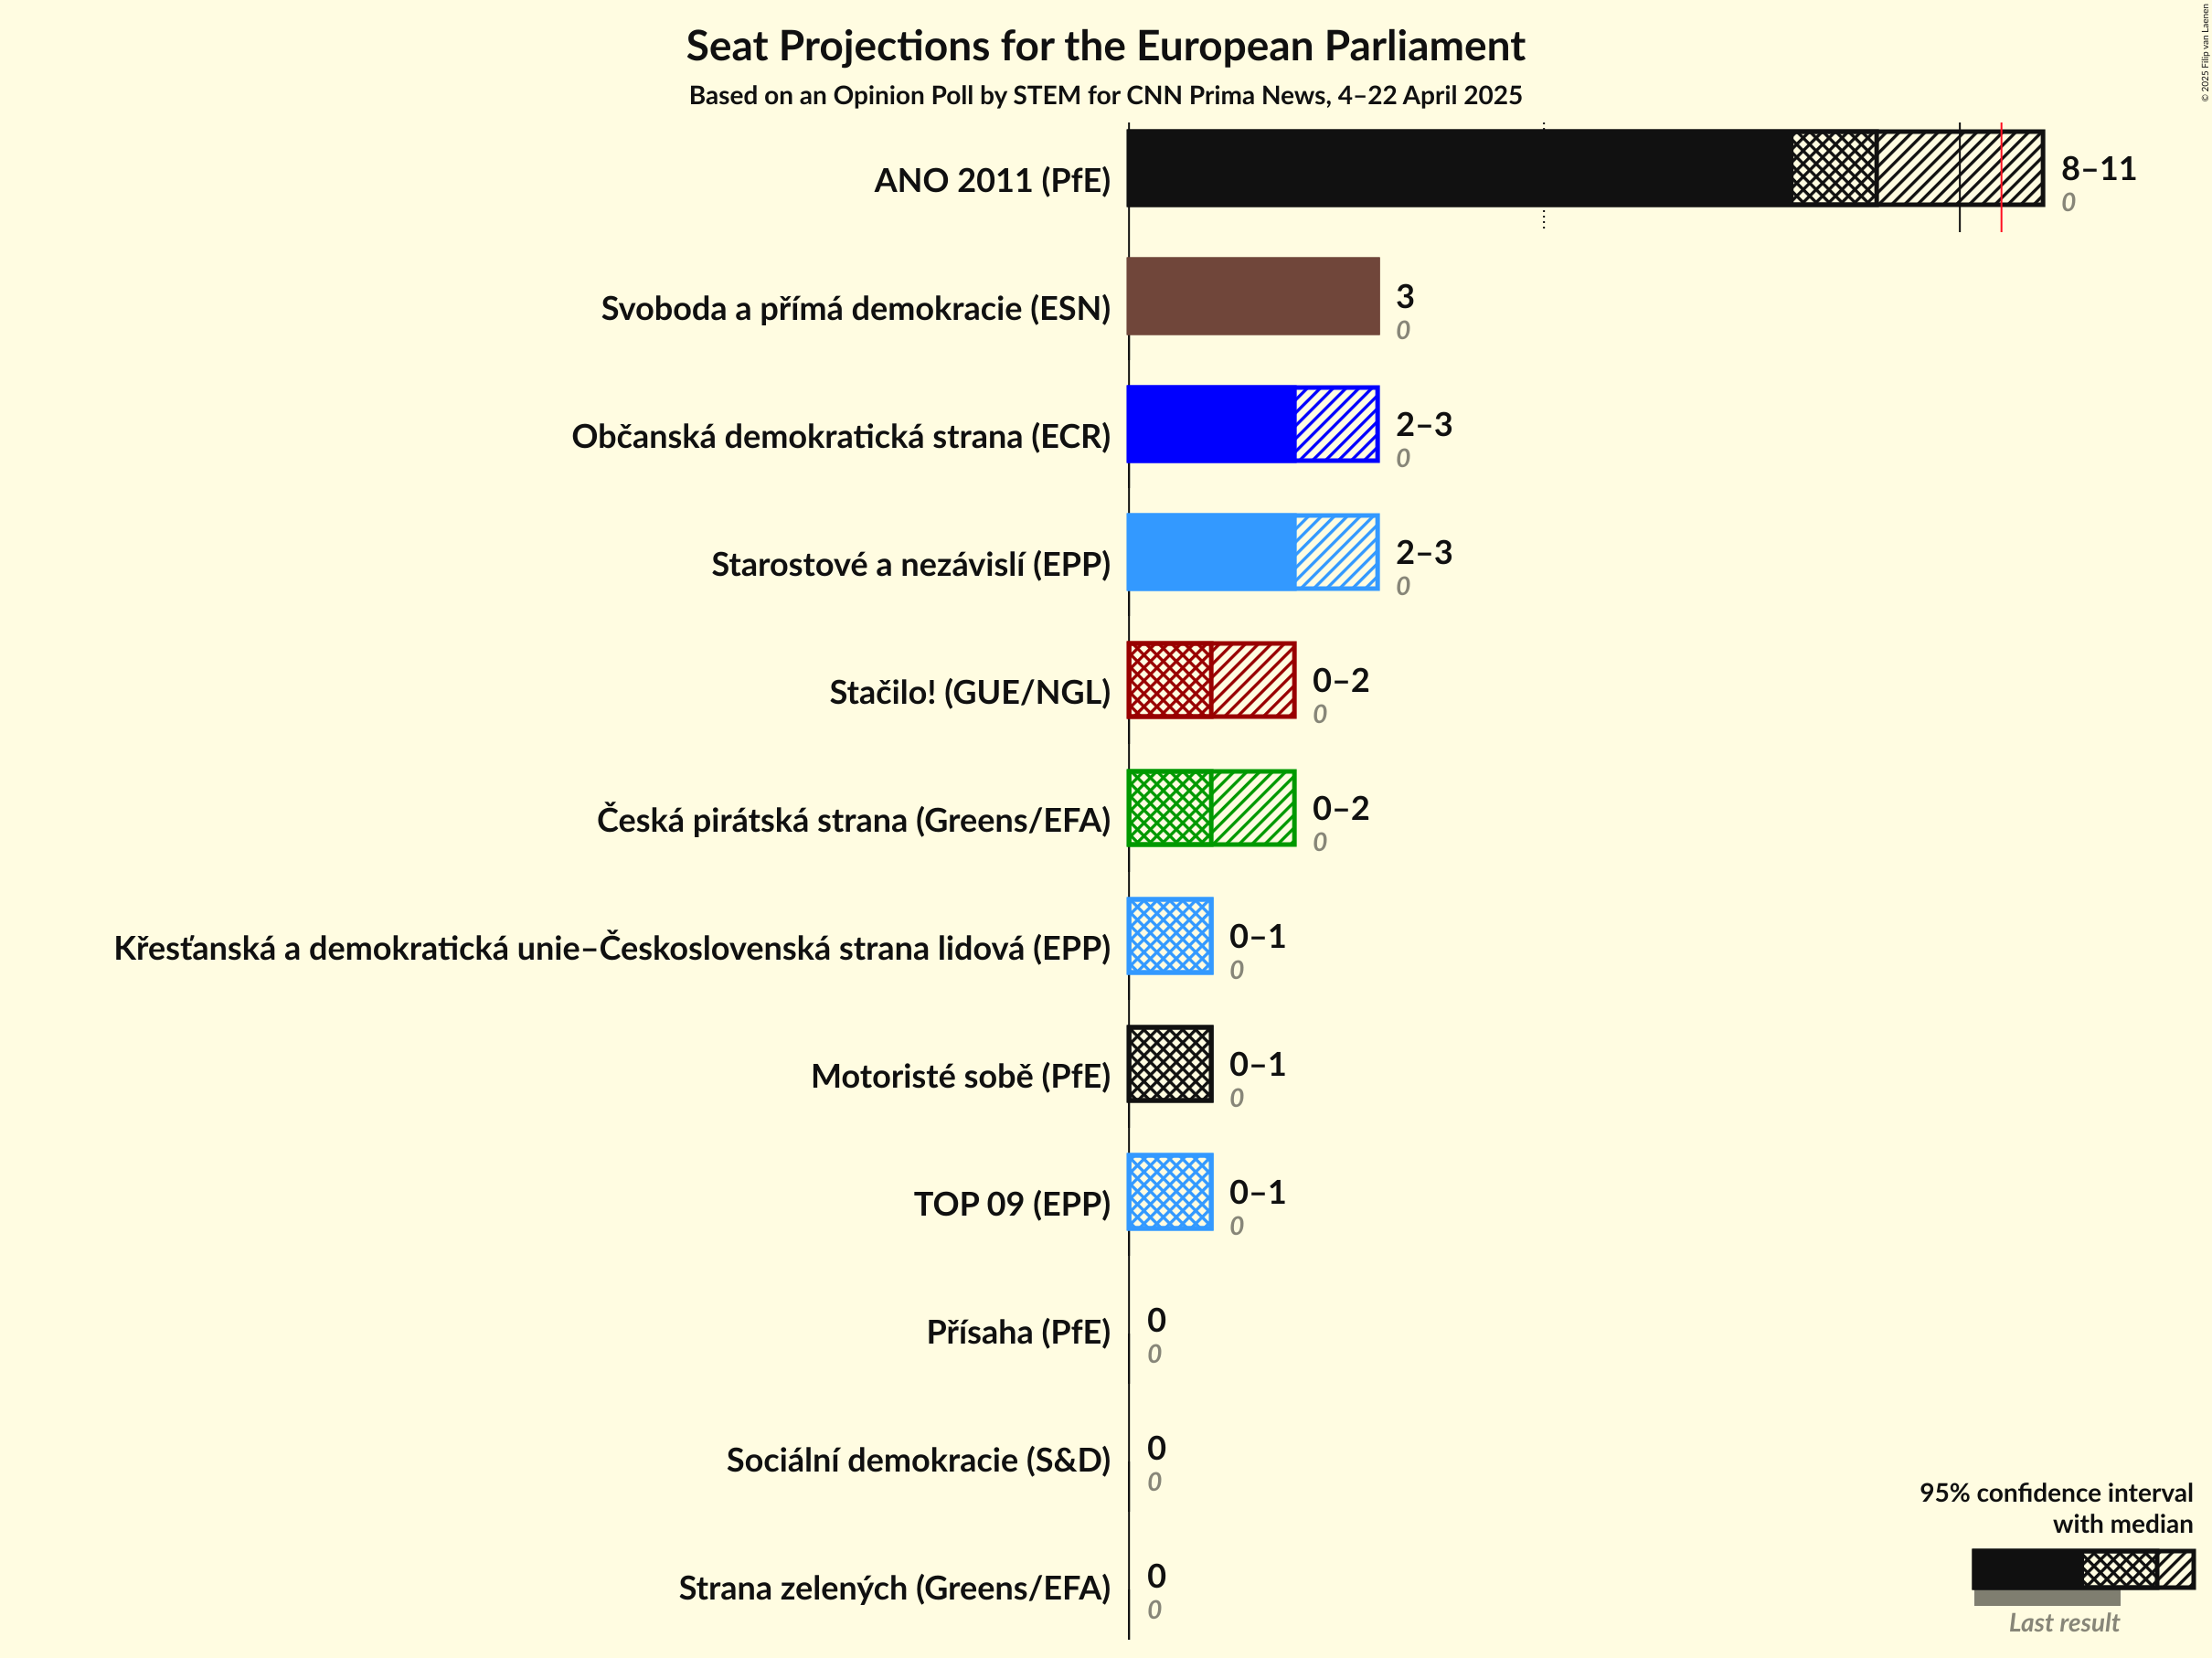 Seat Projections for the European Parliament
Based on an Opinion Poll by STEM for CNN Prima News, 4–22 April 2025
© 2025 Filip van Laenen
ANO 2011 (PfE)
8–11
0
Svoboda a přímá demokracie (ESN)
3
0
Občanská demokratická strana (ECR)
2–3
0
Starostové a nezávislí (EPP)
2–3
0
Stačilo! (GUE/NGL)
0–2
0
Česká pirátská strana (Greens/EFA)
0–2
0
Křesťanská a demokratická unie–Československá strana lidová (EPP)
0–1
0
Motoristé sobě (PfE)
0–1
0
TOP 09 (EPP)
0–1
0
Přísaha (PfE)
0
0
Sociální demokracie (S&D)
0
0
Strana zelených (Greens/EFA)
0
0
95% confidence interval
with median
Last result